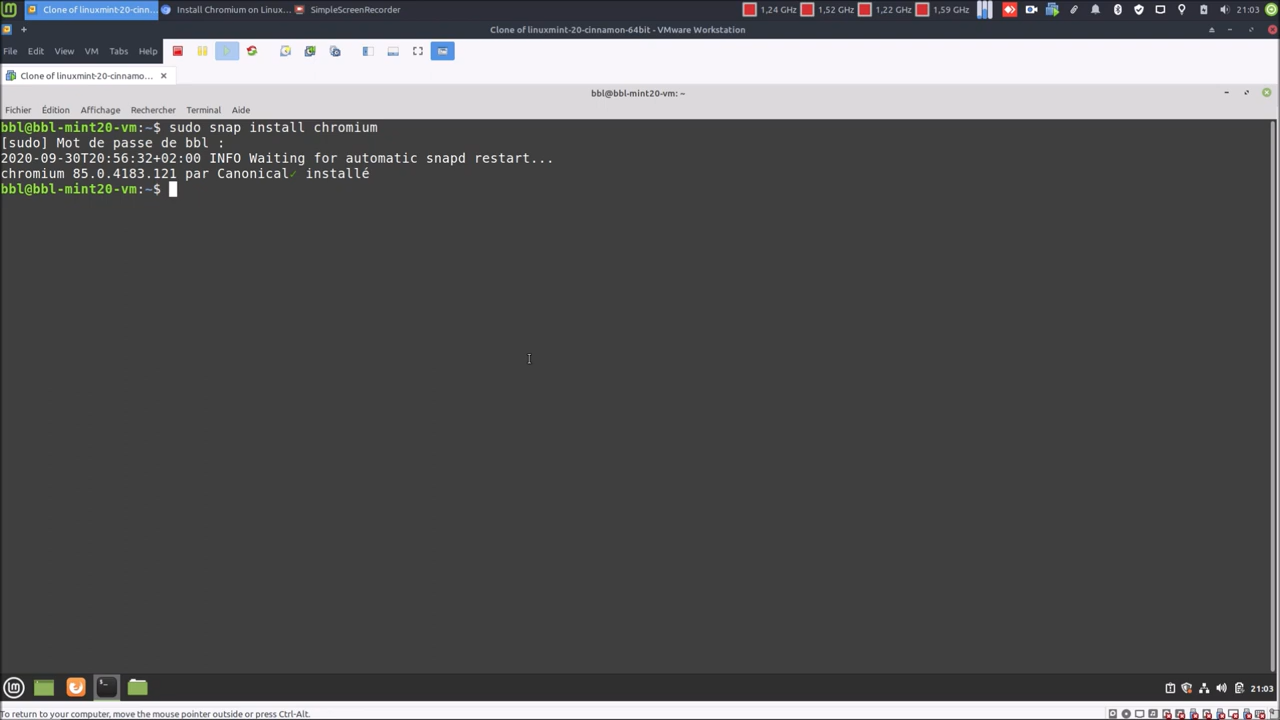 Clone of linuxmint-20-cinn...
Install Chromium on Linux...
SimpleScreenRecorder
1,24 GHz
1,52 GHz
1,22 GHz
1,59 GHz
21:03
Clone of linuxmint-20-cinnamon-64bit - VMware Workstation
File Edit View VM Tabs Help
Clone of linuxmint-20-cinnamo...
bbl@bbl-mint20-vm: ~
Fichier Édition Affichage Rechercher Terminal Aide
bbl@bbl-mint20-vm:~$ sudo snap install chromium
[sudo] Mot de passe de bbl :
2020-09-30T20:56:32+02:00 INFO Waiting for automatic snapd restart...
chromium 85.0.4183.121 par Canonical✓ installé
bbl@bbl-mint20-vm:~$
21:03
To return to your computer, move the mouse pointer outside or press Ctrl-Alt.